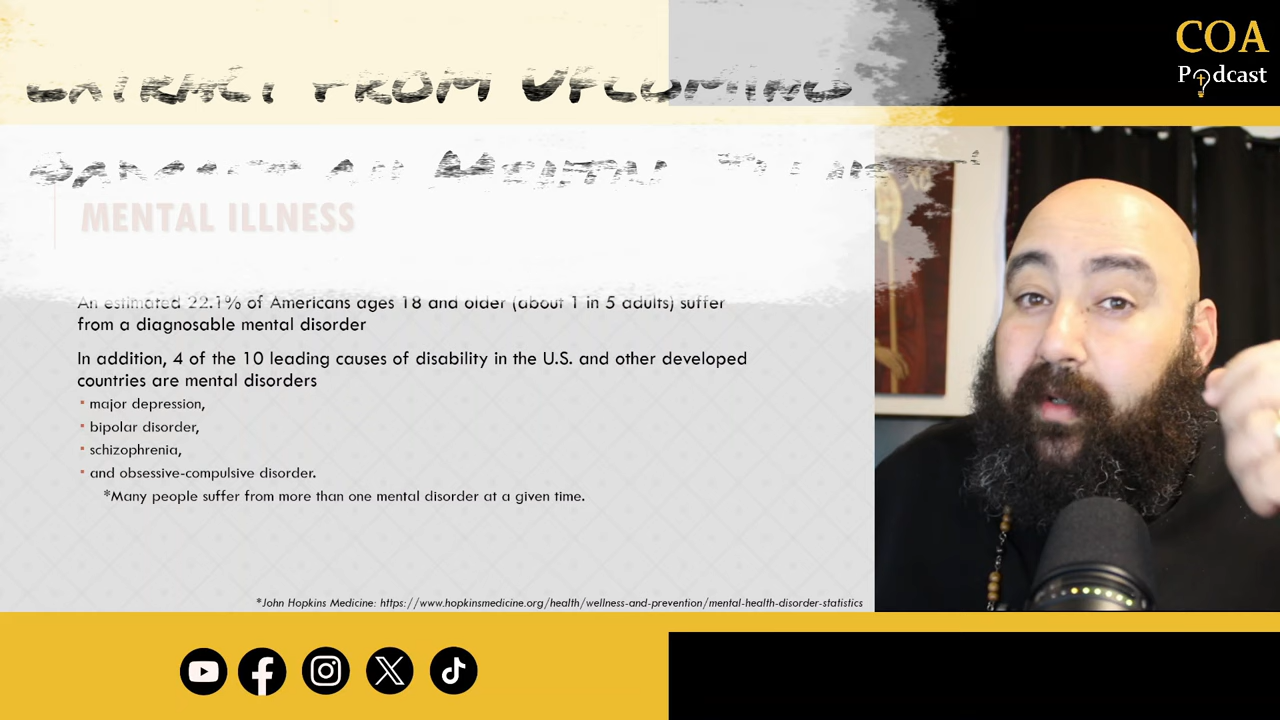 COA
Podcast
EXTRACT FROM UPCOMING
MENTAL
MENTAL ILLNESS
An estimated 22.1% of Americans ages 18 and older (about 1 in 5 adults) suffer
from a diagnosable mental disorder
In addition, 4 of the 10 leading causes of disability in the U.S. and other developed
countries are mental disorders
major depression,
bipolar disorder,
schizophrenia,
and obsessive-compulsive disorder.
*Many people suffer from more than one mental disorder at a given time.
*John Hopkins Medicine: https://www.hopkinsmedicine.org/health/wellness-and-prevention/mental-health-disorder-statistics